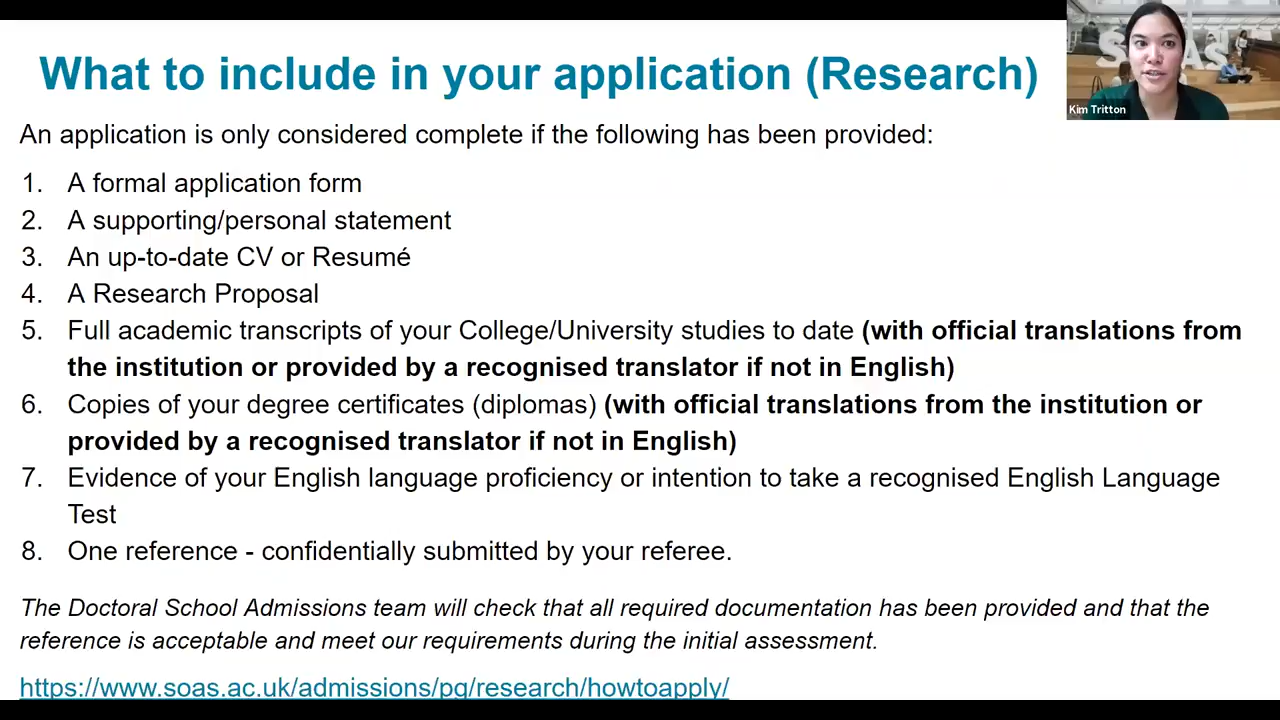 What to include in your application (Research)
SOAS
Kim Tritton
An application is only considered complete if the following has been provided:
1. A formal application form
2. A supporting/personal statement
3. An up-to-date CV or Resumé
4. A Research Proposal
5. Full academic transcripts of your College/University studies to date (with official translations from
the institution or provided by a recognised translator if not in English)
6. Copies of your degree certificates (diplomas) (with official translations from the institution or
provided by a recognised translator if not in English)
7. Evidence of your English language proficiency or intention to take a recognised English Language
Test
8. One reference - confidentially submitted by your referee.
The Doctoral School Admissions team will check that all required documentation has been provided and that the
reference is acceptable and meet our requirements during the initial assessment.
https://www.soas.ac.uk/admissions/pg/research/howtoapply/